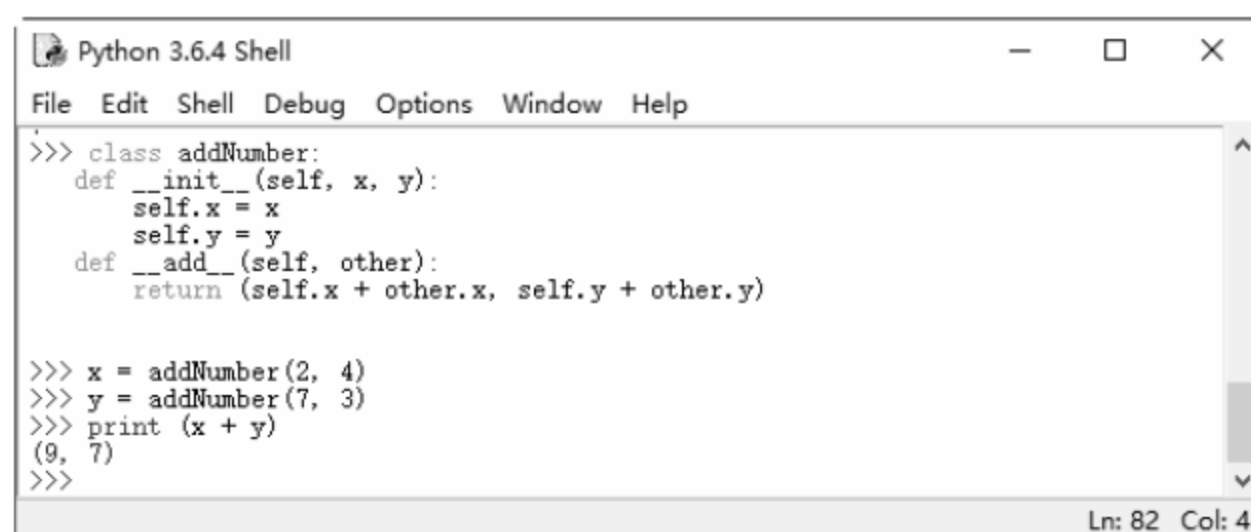 Python 3.6.4 Shell
File Edit Shell Debug Options Window Help
>>> class addNumber:
   def __init__(self, x, y):
       self.x = x
       self.y = y
   def __add__(self, other):
       return (self.x + other.x, self.y + other.y)
>>> x = addNumber(2, 4)
>>> y = addNumber(7, 3)
>>> print (x + y)
(9, 7)
>>>
Ln: 82 Col: 4